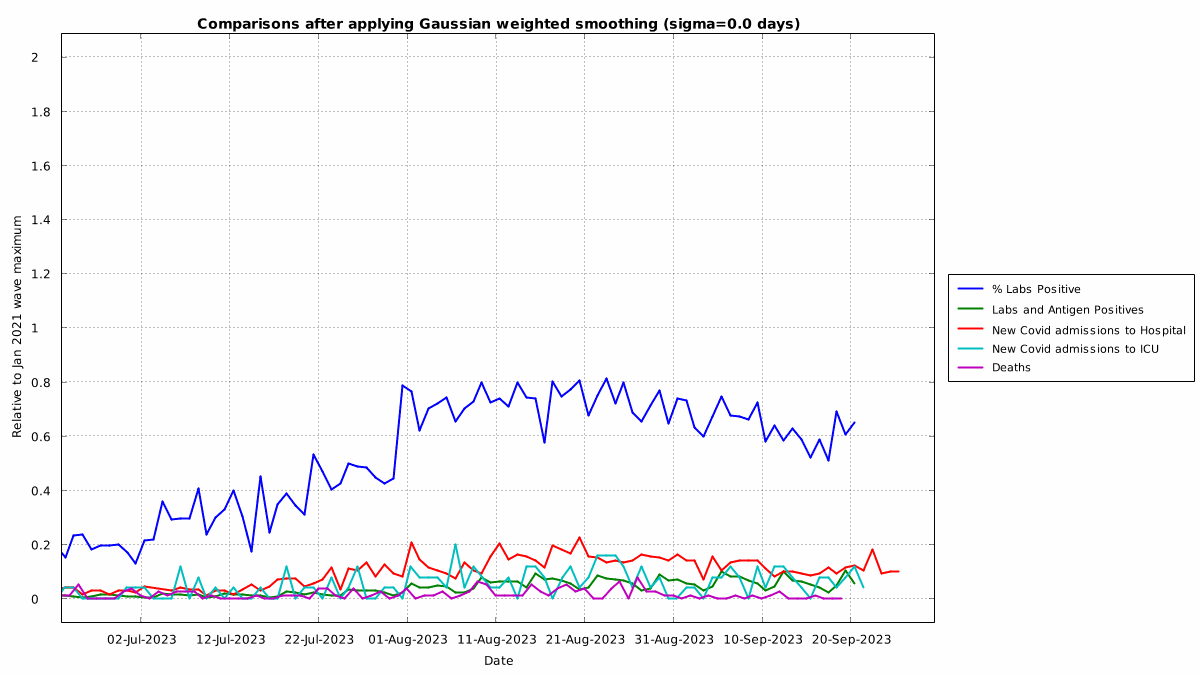 Comparisons after applying Gaussian weighted smoothing (sigma=0.0 days)
2
1.8
1.6
1.4
1.2
1
0.8
0.6
0.4
0.2
0
Relative to Jan 2021 wave maximum
02-Jul-2023 12-Jul-2023 22-Jul-2023 01-Aug-2023 11-Aug-2023 21-Aug-2023 31-Aug-2023 10-Sep-2023 20-Sep-2023
Date
% Labs Positive
Labs and Antigen Positives
New Covid admissions to Hospital
New Covid admissions to ICU
Deaths